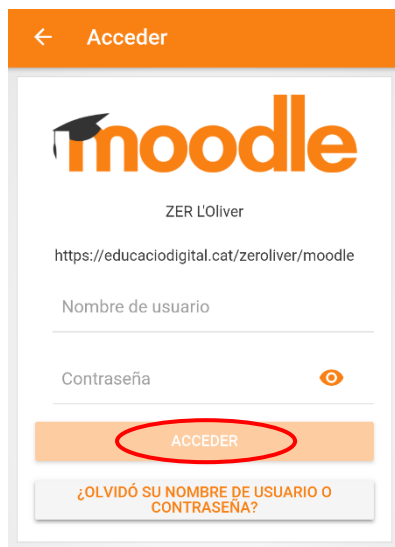 Acceder
moodle
ZER L'Oliver
https://educaciodigital.cat/zeroliver/moodle
Nombre de usuario
Contraseña
ACCEDER
¿OLVIDÓ SU NOMBRE DE USUARIO O
CONTRASEÑA?